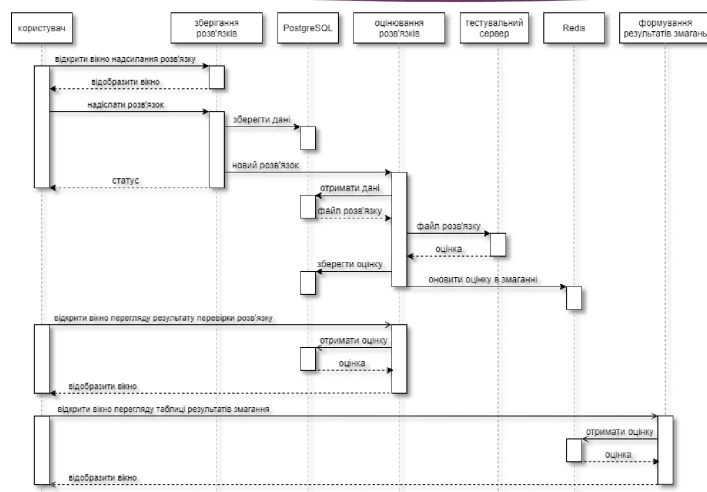 користувач
зберігання
розв'язків
PostgreSQL
оцінювання
розв'язків
тестувальний
сервер
Redis
формування
результатів змагань
відкрити вікно надсилання розв'язку
відобразити вікно
надіслати розв'язок
зберегти дані
новий розв'язок
статус
отримати дані
файл розв'язку
файл розв'язку
оцінка
зберегти оцінку
оновити оцінку в змаганні
відкрити вікно перегляду результату перевірки розв'язку
отримати оцінку
оцінка
відобразити вікно
відкрити вікно перегляду таблиці результатів змагання
отримати оцінку
оцінка
відобразити вікно